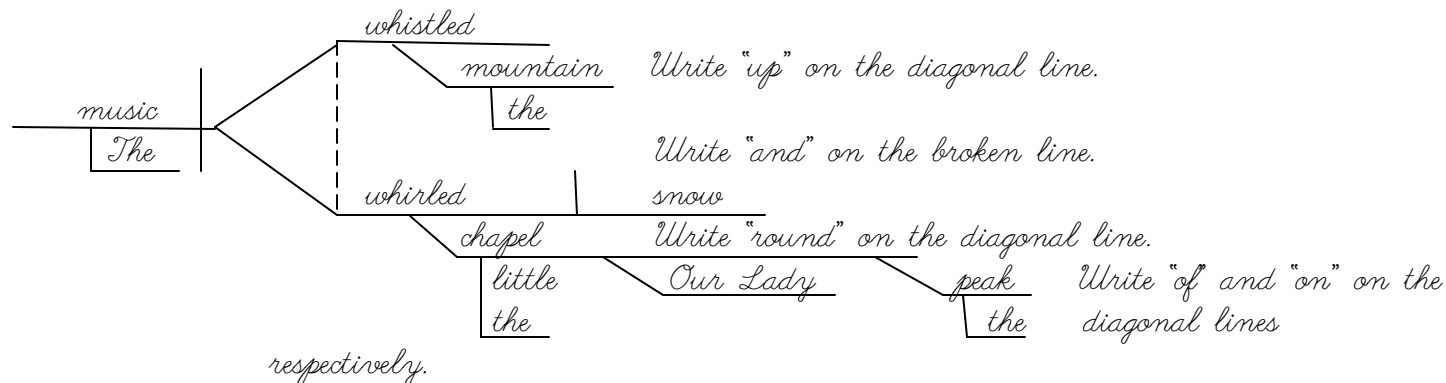 whistled
mountain Write “up” on the diagonal line.
music the
The Write “and” on the broken line.
whirled snow
chapel Write “round” on the diagonal line.
little Our Lady peak Write “of” and “on” on the
the the diagonal lines
respectively.